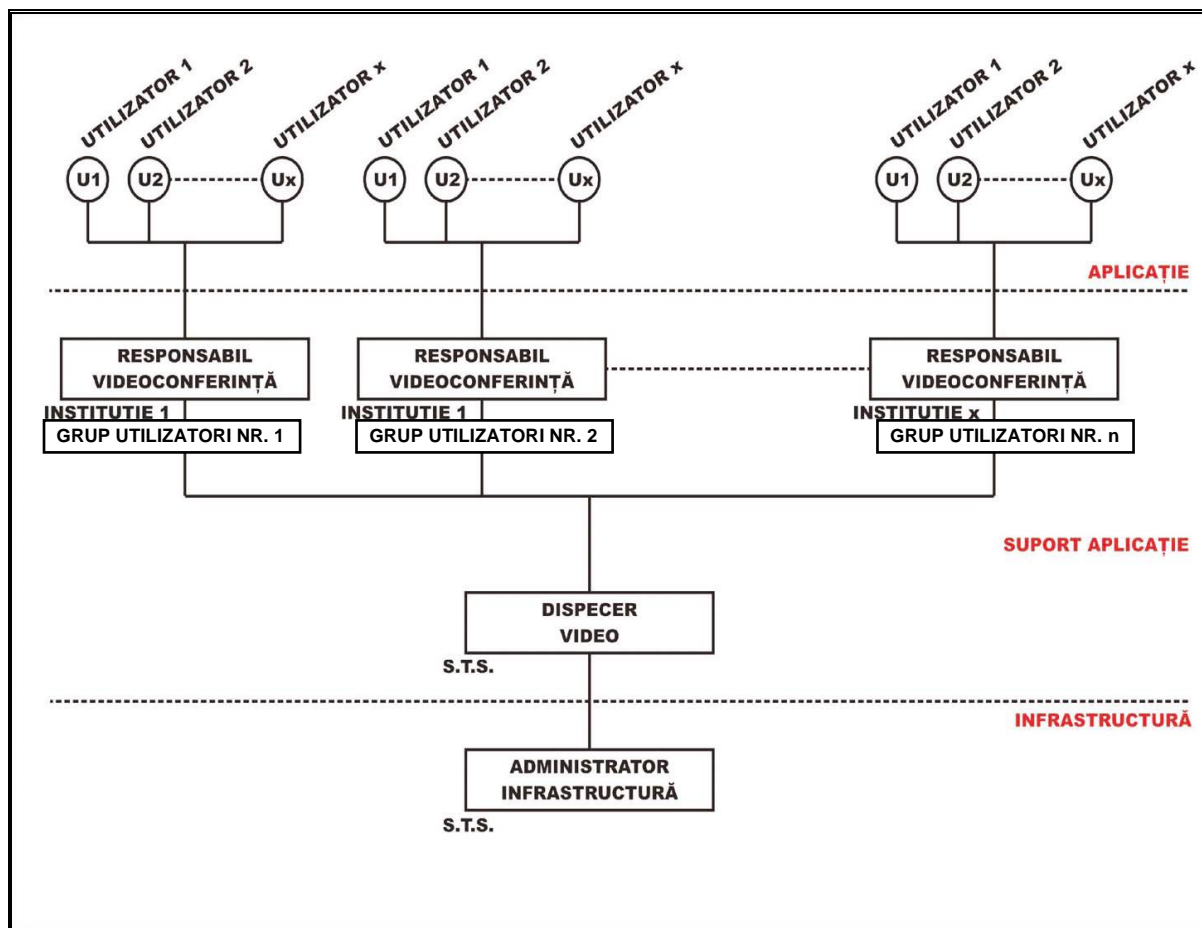 UTILIZATOR 1
UTILIZATOR 2
UTILIZATOR x
UTILIZATOR 1
UTILIZATOR 2
UTILIZATOR x
UTILIZATOR 1
UTILIZATOR 2
UTILIZATOR x
U1
U2
Ux
U1
U2
Ux
U1
U2
Ux
APLICAȚIE
RESPONSABIL
VIDEOCONFERINȚĂ
RESPONSABIL
VIDEOCONFERINȚĂ
RESPONSABIL
VIDEOCONFERINȚĂ
INSTITUTIE 1
INSTITUTIE 1
INSTITUTIE x
GRUP UTILIZATORI NR. 1
GRUP UTILIZATORI NR. 2
GRUP UTILIZATORI NR. n
SUPORT APLICAȚIE
DISPECER
VIDEO
S.T.S.
INFRASTRUCTURĂ
ADMINISTRATOR
INFRASTRUCTURĂ
S.T.S.